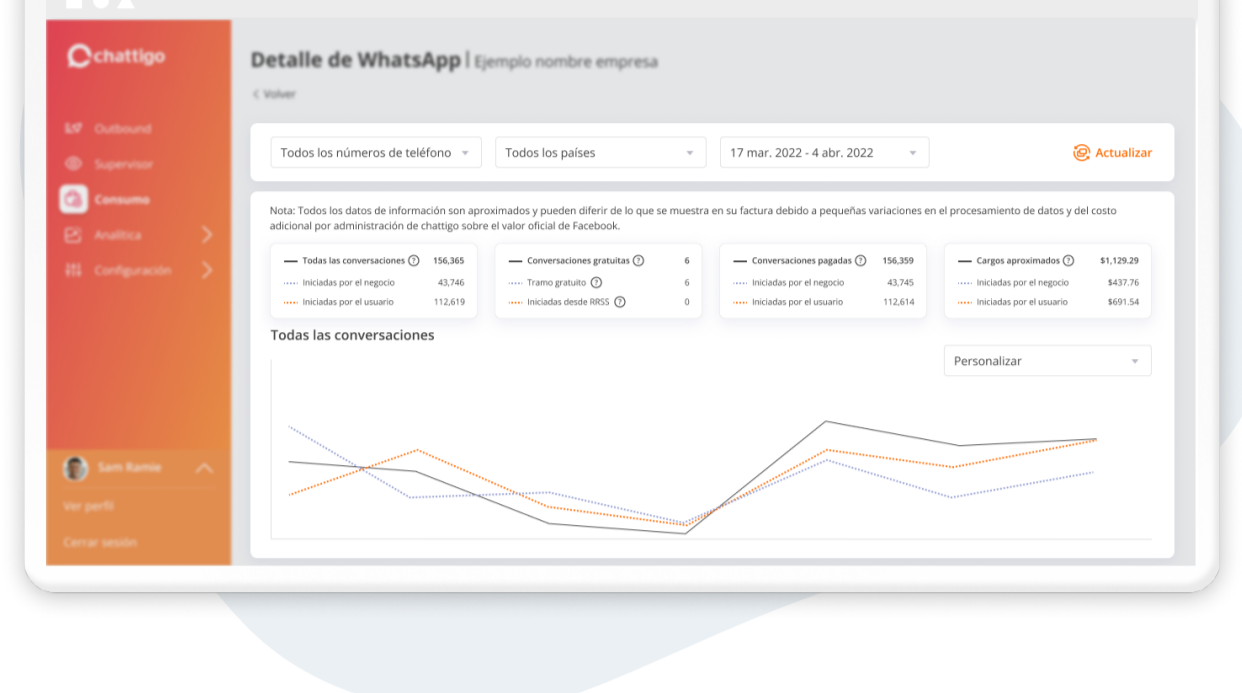 chattigo
Detalle de WhatsApp | Ejemplo nombre empresa
< Volver
Outbound
Supervisor
Consumo
Analítica
Configuración
Sam Ramie
Ver perfil
Cerrar sesión
Todos los números de teléfono
Todos los países
17 mar. 2022 - 4 abr. 2022
Actualizar
Nota: Todos los datos de información son aproximados y pueden diferir de lo que se muestra en su factura debido a pequeñas variaciones en el procesamiento de datos y del costo
adicional por administración de chattigo sobre el valor oficial de Facebook.
Todas las conversaciones ? 156,365
Iniciadas por el negocio 43,746
Iniciadas por el usuario 112,619
Conversaciones gratuitas ? 6
Tramo gratuito ? 6
Iniciadas desde RRSS ? 0
Conversaciones pagadas ? 156,359
Iniciadas por el negocio 43,745
Iniciadas por el usuario 112,614
Cargos aproximados ? $1,129.29
Iniciadas por el negocio $437.76
Iniciadas por el usuario $691.54
Todas las conversaciones
Personalizar